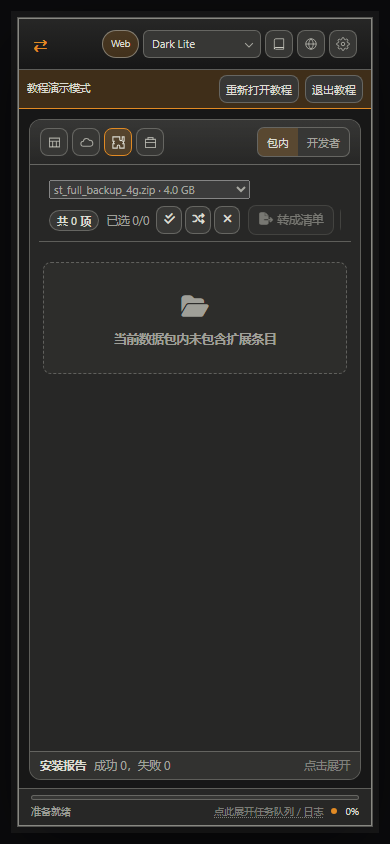 Web Dark Lite
教程演示模式 重新打开教程 退出教程
包内 开发者
st_full_backup_4g.zip · 4.0 GB
共 0 项 已选 0/0 转成清单
当前数据包内未包含扩展条目
安装报告 成功 0，失败 0 点击展开
准备就绪 点此展开任务队列 / 日志 0%